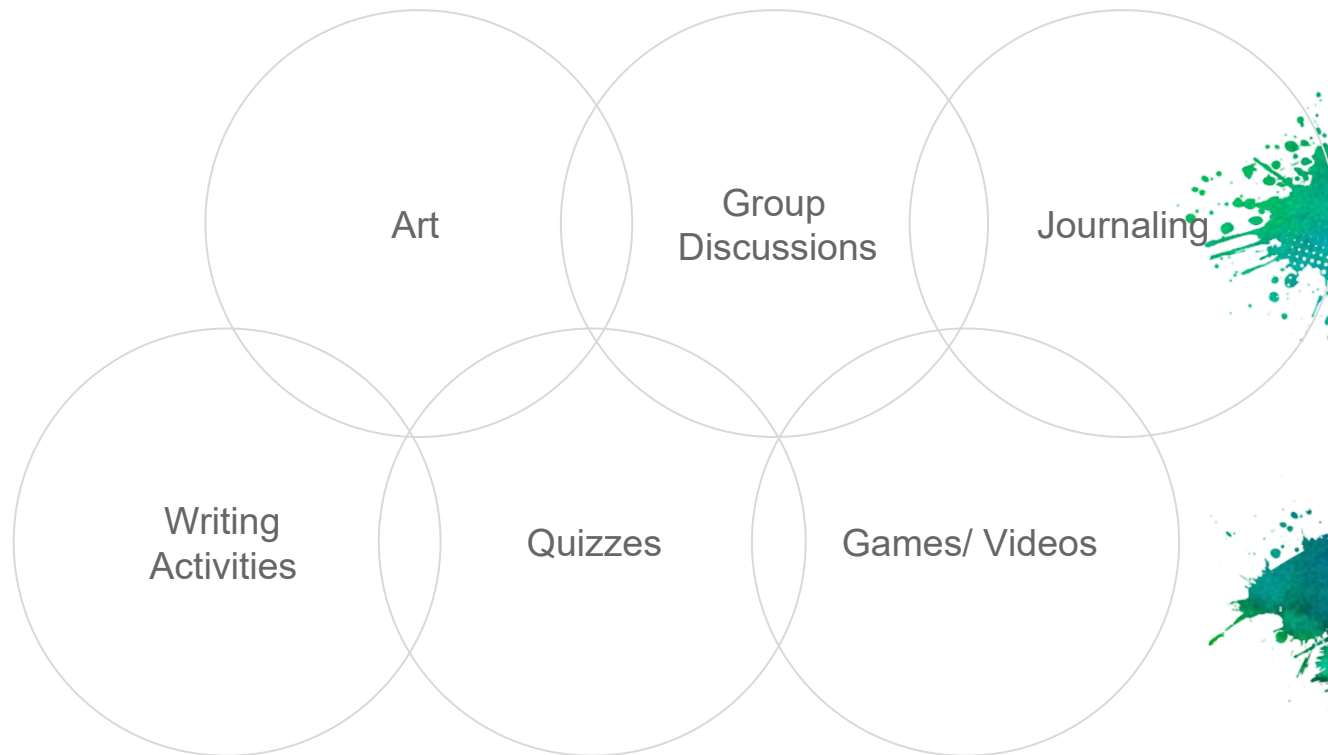 Art
Group
Discussions
Journaling
Writing
Activities
Quizzes
Games/ Videos